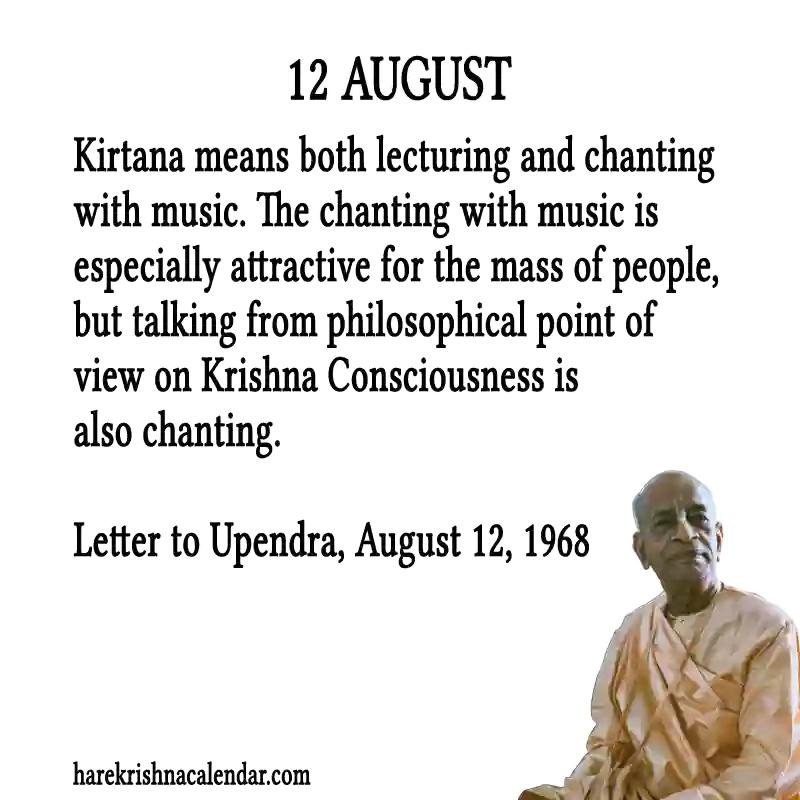 12 AUGUST
Kirtana means both lecturing and chanting
with music. The chanting with music is
especially attractive for the mass of people,
but talking from philosophical point of
view on Krishna Consciousness is
also chanting.
Letter to Upendra, August 12, 1968
harekrishnacalendar.com